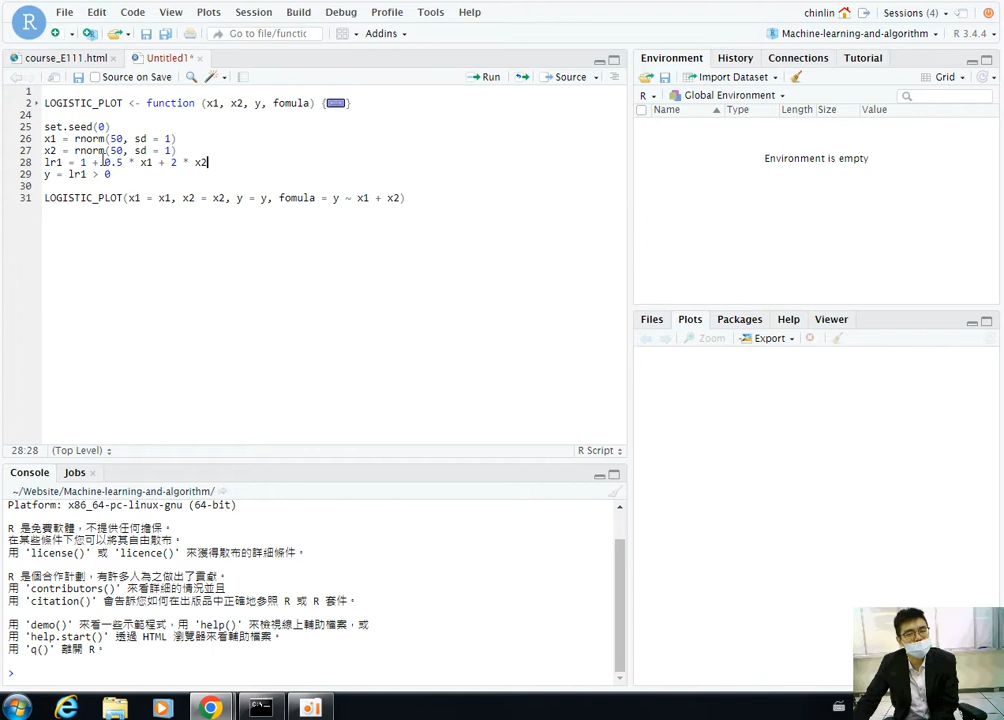 R File Edit Code View Plots Session Build Debug Profile Tools Help chinlin Sessions (4)
Go to file/functic Addins Machine-learning-and-algorithm R 3.4.4
course_E111.html Untitled1*
Source on Save Run Source
1
2 LOGISTIC_PLOT <- function (x1, x2, y, fomula) {
24
25 set.seed(0)
26 x1 = rnorm(50, sd = 1)
27 x2 = rnorm(50, sd = 1)
28 lr1 = 1 + 0.5 * x1 + 2 * x2
29 y = lr1 > 0
30
31 LOGISTIC_PLOT(x1 = x1, x2 = x2, y = y, fomula = y ~ x1 + x2)
28:28 (Top Level) R Script
Console Jobs
~/Website/Machine-learning-and-algorithm/
Platform: x86_64-pc-linux-gnu (64-bit)
R 是免費軟體，不提供任何擔保。
在某些條件下您可以將其自由散布。
用 'license()' 或 'licence()' 來獲得散布的詳細條件。
R 是個合作計劃，有許多人為之做出了貢獻。
用 'contributors()' 來看詳細的情況並且
用 'citation()' 會告訴您如何在出版品中正確地參照 R 或 R 套件。
用 'demo()' 來看一些示範程式，用 'help()' 來檢視線上輔助檔案，或
用 'help.start()' 透過 HTML 瀏覽器來看輔助檔案。
用 'q()' 離開 R。
>
Environment History Connections Tutorial
Import Dataset Grid
R Global Environment
Name Type Length Size Value
Environment is empty
Files Plots Packages Help Viewer
Zoom Export